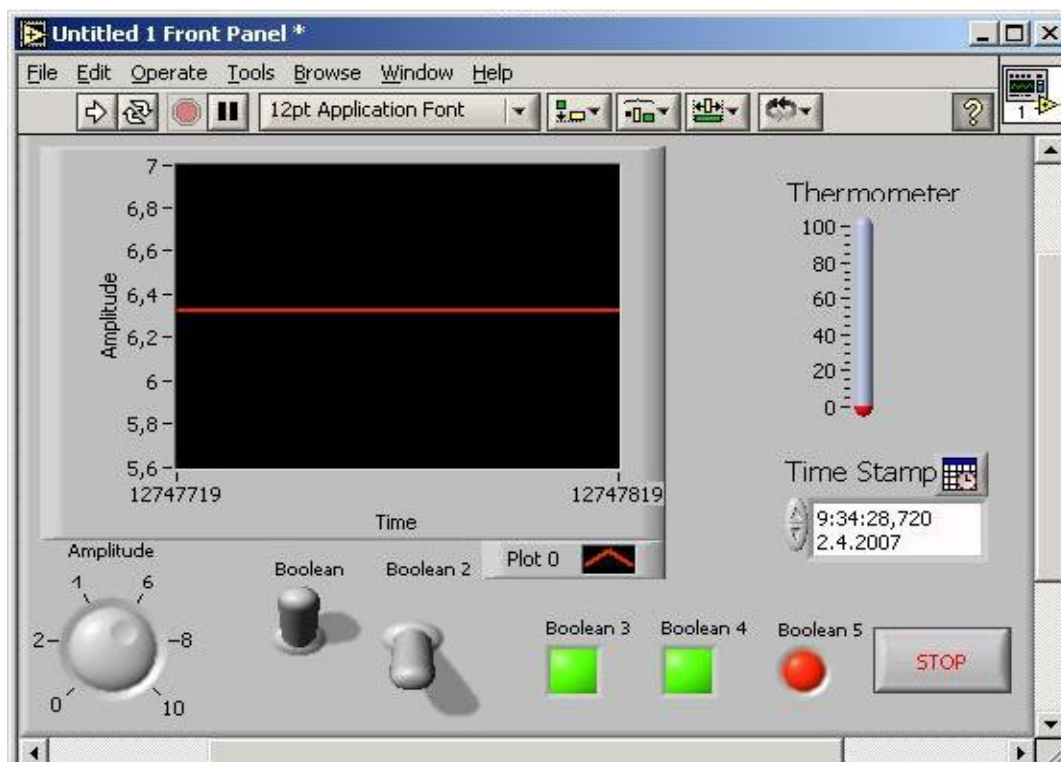 Untitled 1 Front Panel *
File Edit Operate Tools Browse Window Help
12pt Application Font
?
1
7
6,8
6,6
6,4
6,2
6
5,8
5,6
Amplitude
12747719 12747819
Time
Plot 0
Thermometer
100
80
60
40
20
0
Time Stamp
9:34:28,720
2.4.2007
Amplitude
4 6
2 8
0 10
Boolean
Boolean 2
Boolean 3
Boolean 4
Boolean 5
STOP